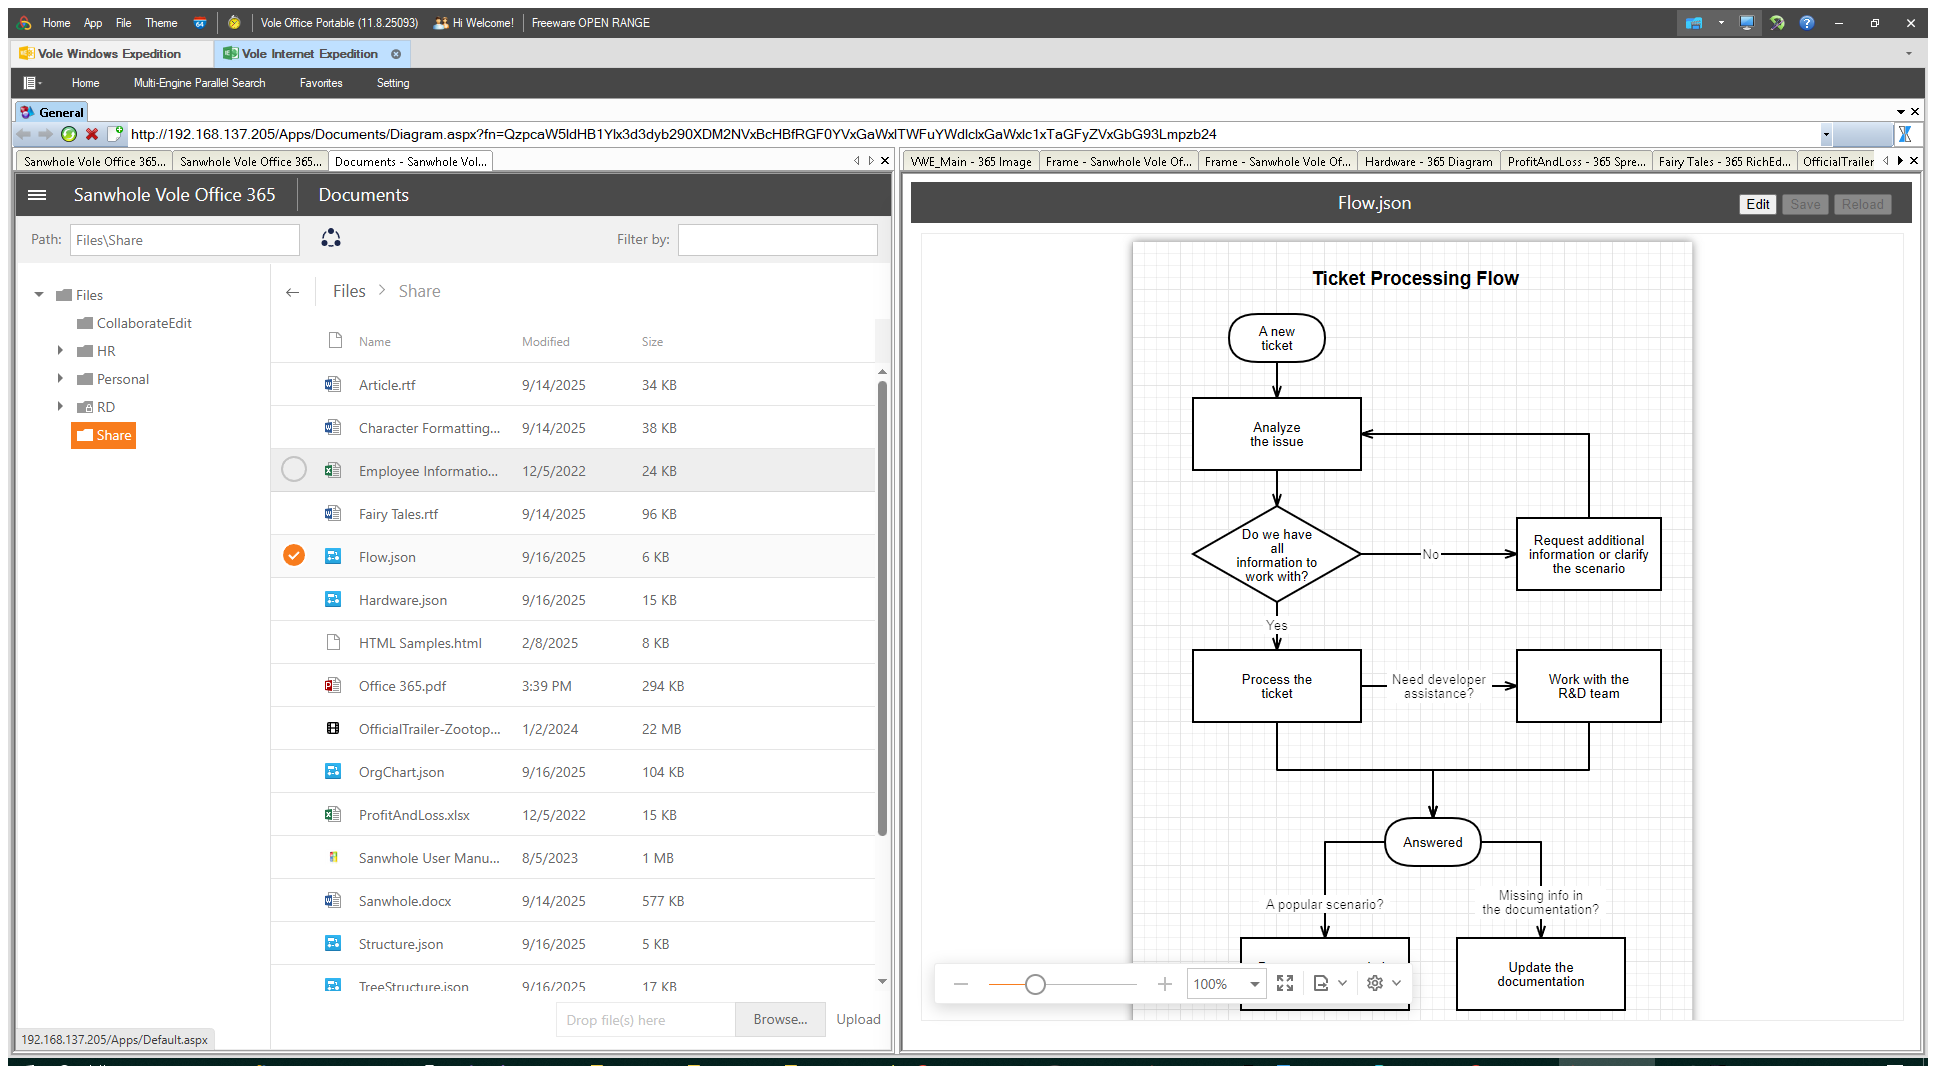 Home App File Theme 64 Vole Office Portable (11.8.25093) Hi Welcome! Freeware OPEN RANGE
Vole Windows Expedition Vole Internet Expedition
Home Multi-Engine Parallel Search Favorites Setting
General
Sanwhole Vole Office 365... Sanwhole Vole Office 365... Documents - Sanwhole Vol...
VWE_Main - 365 Image Frame - Sanwhole Vole Of... Frame - Sanwhole Vole Of... Hardware - 365 Diagram ProfitAndLoss - 365 Spre... Fairy Tales - 365 RichEd... OfficialTrailer
Sanwhole Vole Office 365 Documents
Path: Files\Share Filter by:
Files
CollaborateEdit
HR
Personal
RD
Share
Files > Share
Name Modified Size
Article.rtf 9/14/2025 34 KB
Character Formatting... 9/14/2025 38 KB
Employee Informatio... 12/5/2022 24 KB
Fairy Tales.rtf 9/14/2025 96 KB
Flow.json 9/16/2025 6 KB
Hardware.json 9/16/2025 15 KB
HTML Samples.html 2/8/2025 8 KB
Office 365.pdf 3:39 PM 294 KB
OfficialTrailer-Zootop... 1/2/2024 22 MB
OrgChart.json 9/16/2025 104 KB
ProfitAndLoss.xlsx 12/5/2022 15 KB
Sanwhole User Manu... 8/5/2023 1 MB
Sanwhole.docx 9/14/2025 577 KB
Structure.json 9/16/2025 5 KB
TreeStructure.json 9/16/2025 17 KB
Drop file(s) here Browse... Upload
192.168.137.205/Apps/Default.aspx
Flow.json Edit Save Reload
Ticket Processing Flow
A new
ticket
Analyze
the issue
Do we have
all
information to
work with?
No
Request additional
information or clarify
the scenario
Yes
Process the
ticket
Need developer
assistance?
Work with the
R&D team
Answered
A popular scenario?
Missing info in
the documentation?
Update the
documentation
100%